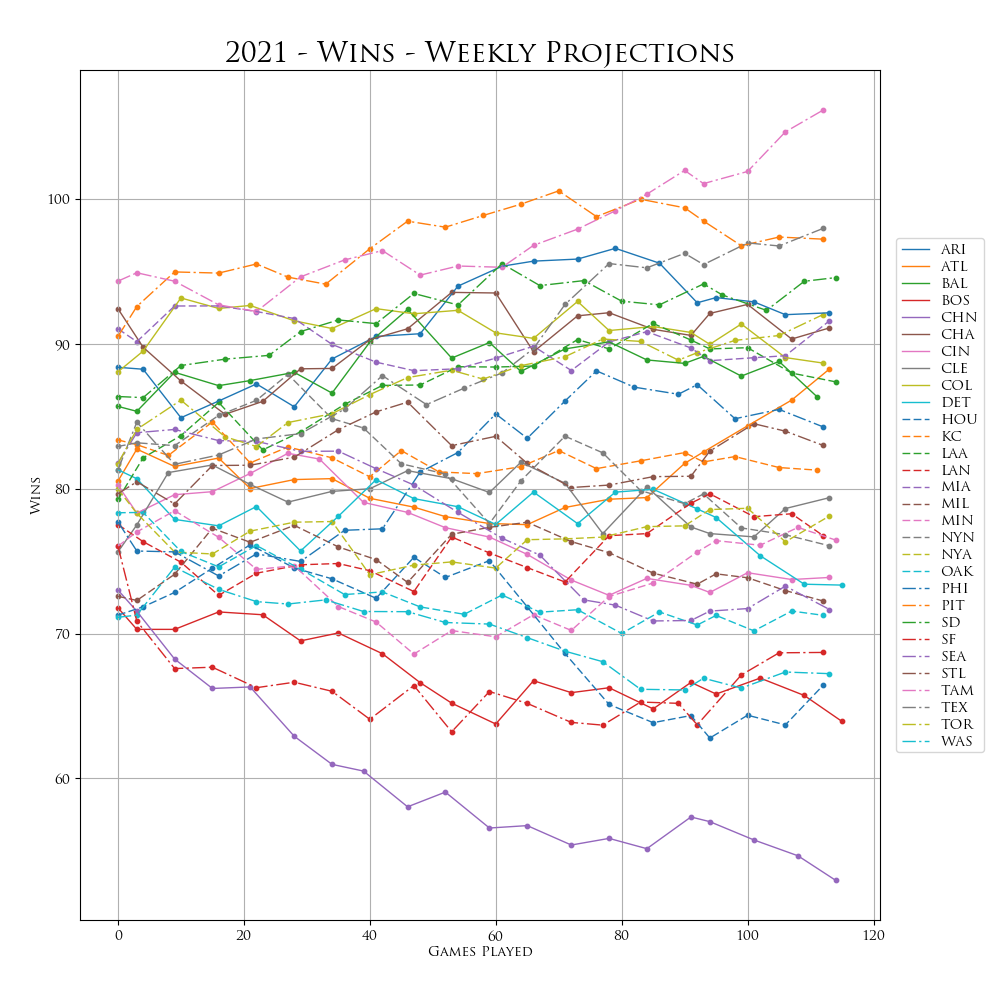 2021 - Wins - Weekly Projections
Wins
100
90
80
70
60
0
20
40
60
80
100
120
Games Played
ARI
ATL
BAL
BOS
CHN
CHA
CIN
CLE
COL
DET
HOU
KC
LAA
LAN
MIA
MIL
MIN
NYN
NYA
OAK
PHI
PIT
SD
SF
SEA
STL
TAM
TEX
TOR
WAS